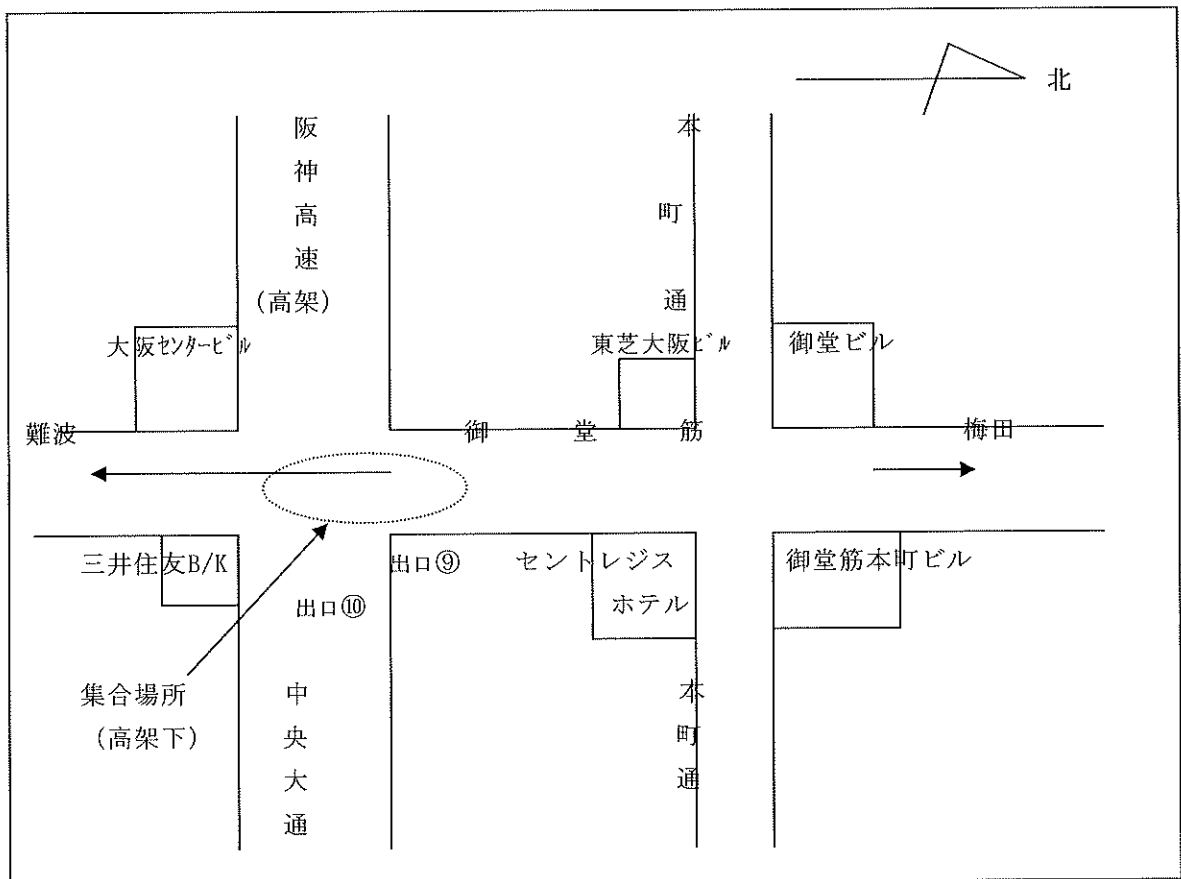 北
阪神高速
(高架)
本町通
大阪センタービル
東芝大阪ビル
御堂ビル
難波
御堂筋
梅田
三井住友B/K
出口⑨
セントレジス
ホテル
御堂筋本町ビル
出口⑩
集合場所
(高架下)
中央大通
本町通